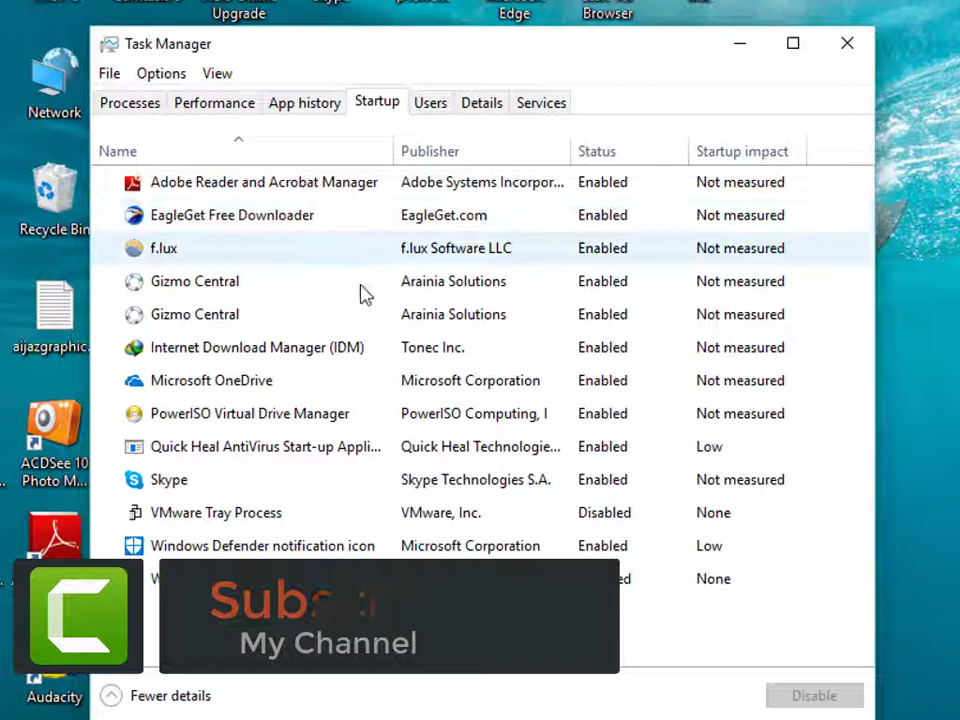 Upgrade
Edge
Browser
Task Manager
File Options View
Processes Performance App history Startup Users Details Services
Name Publisher Status Startup impact
Adobe Reader and Acrobat Manager Adobe Systems Incorpor... Enabled Not measured
EagleGet Free Downloader EagleGet.com Enabled Not measured
f.lux f.lux Software LLC Enabled Not measured
Gizmo Central Arainia Solutions Enabled Not measured
Gizmo Central Arainia Solutions Enabled Not measured
Internet Download Manager (IDM) Tonec Inc. Enabled Not measured
Microsoft OneDrive Microsoft Corporation Enabled Not measured
PowerISO Virtual Drive Manager PowerISO Computing, I Enabled Not measured
Quick Heal AntiVirus Start-up Appli... Quick Heal Technologie... Enabled Low
Skype Skype Technologies S.A. Enabled Not measured
VMware Tray Process VMware, Inc. Disabled None
Windows Defender notification icon Microsoft Corporation Enabled Low
None
Network
Recycle Bin
aijazgraphic.
ACDSee 10
Photo M...
Audacity
Subs
My Channel
Fewer details
Disable